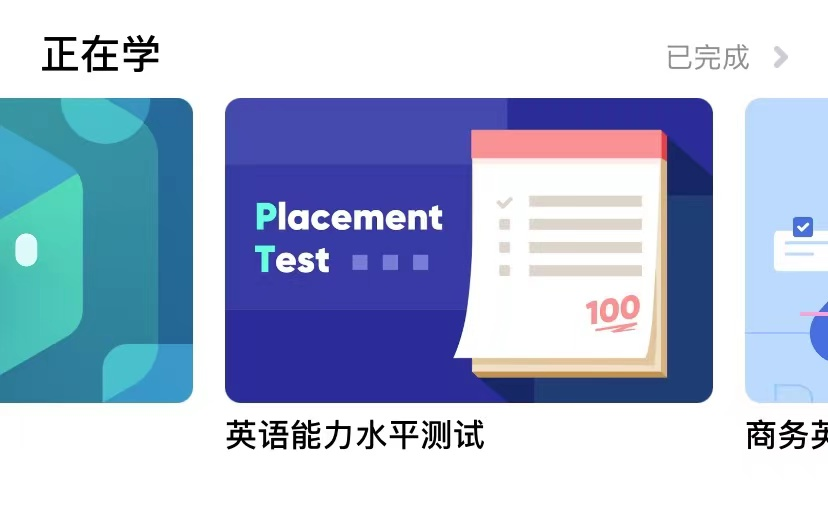 正在学
已完成
Placement
Test
100
英语能力水平测试
商务英